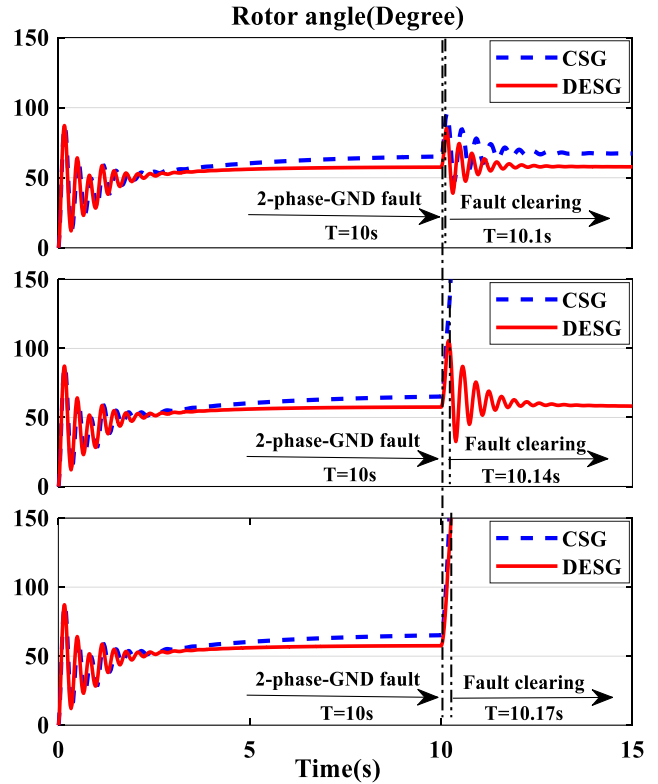 Rotor angle(Degree)
150
100
50
0
CSG
DESG
2-phase-GND fault
T=10s
Fault clearing
T=10.1s
150
100
50
0
CSG
DESG
2-phase-GND fault
T=10s
Fault clearing
T=10.14s
150
100
50
0
CSG
DESG
2-phase-GND fault
T=10s
Fault clearing
T=10.17s
0 5 10 15
Time(s)